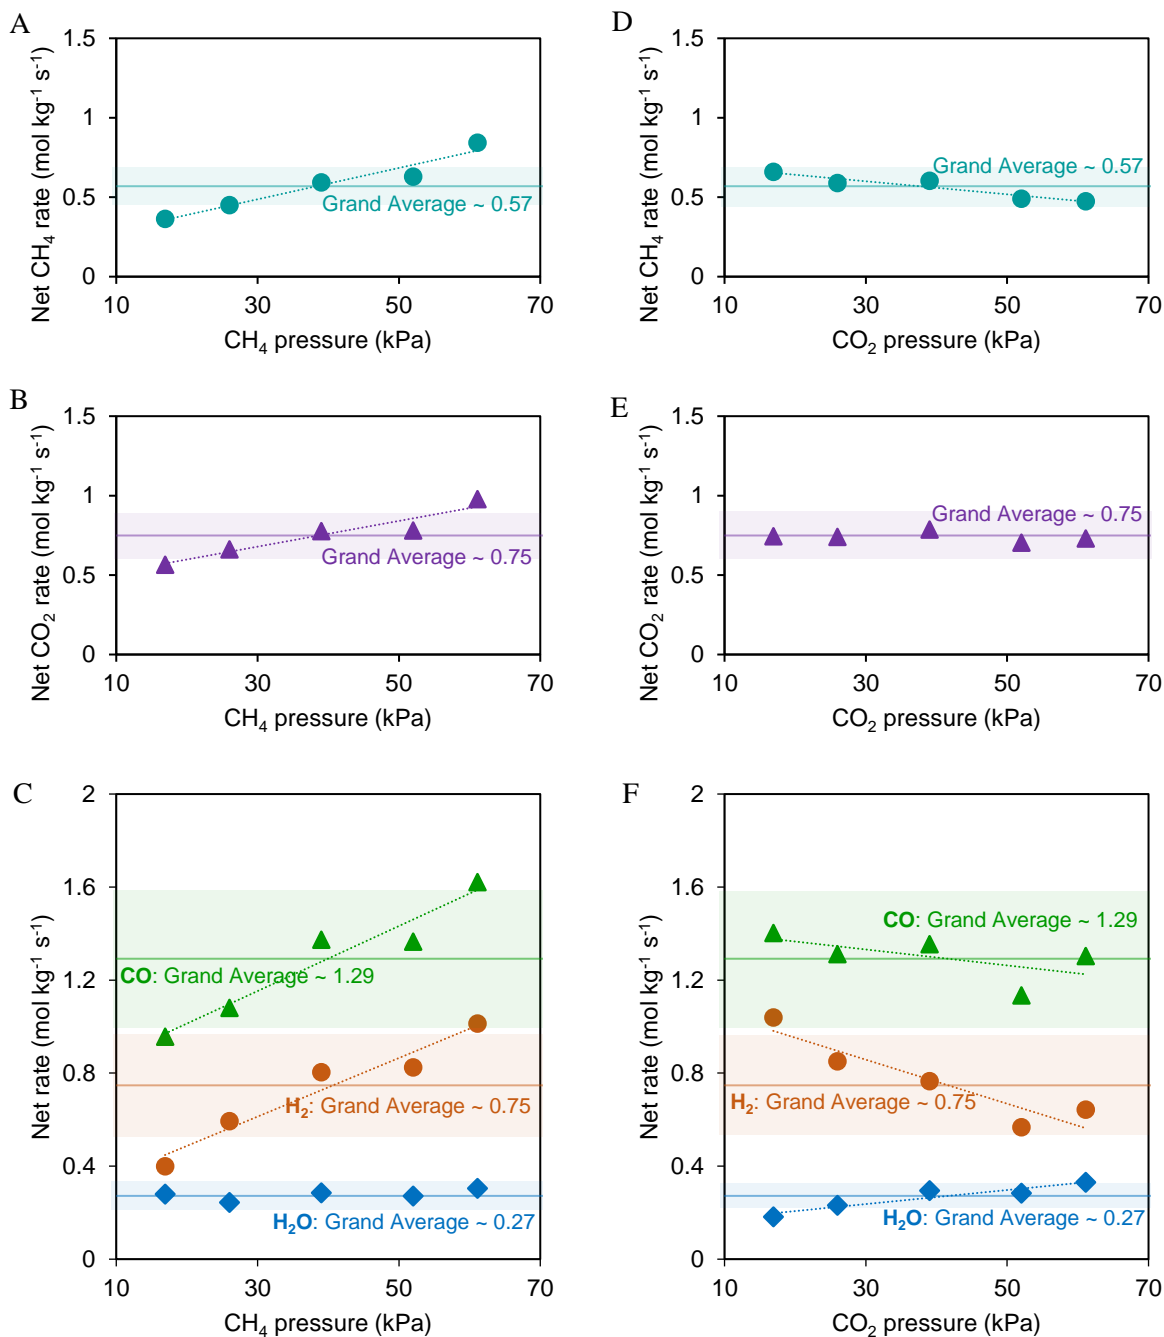 A
Net CH₄ rate (mol kg⁻¹ s⁻¹)
1.5
1
0.5
0
Grand Average ~ 0.57
10
30
50
70
CH₄ pressure (kPa)
D
Net CH₄ rate (mol kg⁻¹ s⁻¹)
1.5
1
0.5
0
Grand Average ~ 0.57
10
30
50
70
CO₂ pressure (kPa)
B
Net CO₂ rate (mol kg⁻¹ s⁻¹)
1.5
1
0.5
0
Grand Average ~ 0.75
10
30
50
70
CH₄ pressure (kPa)
E
Net CO₂ rate (mol kg⁻¹ s⁻¹)
1.5
1
0.5
0
Grand Average ~ 0.75
10
30
50
70
CO₂ pressure (kPa)
C
Net rate (mol kg⁻¹ s⁻¹)
2
1.6
1.2
0.8
0.4
0
CO: Grand Average ~ 1.29
H₂: Grand Average ~ 0.75
H₂O: Grand Average ~ 0.27
10
30
50
70
CH₄ pressure (kPa)
F
Net rate (mol kg⁻¹ s⁻¹)
2
1.6
1.2
0.8
0.4
0
CO: Grand Average ~ 1.29
H₂: Grand Average ~ 0.75
H₂O: Grand Average ~ 0.27
10
30
50
70
CO₂ pressure (kPa)